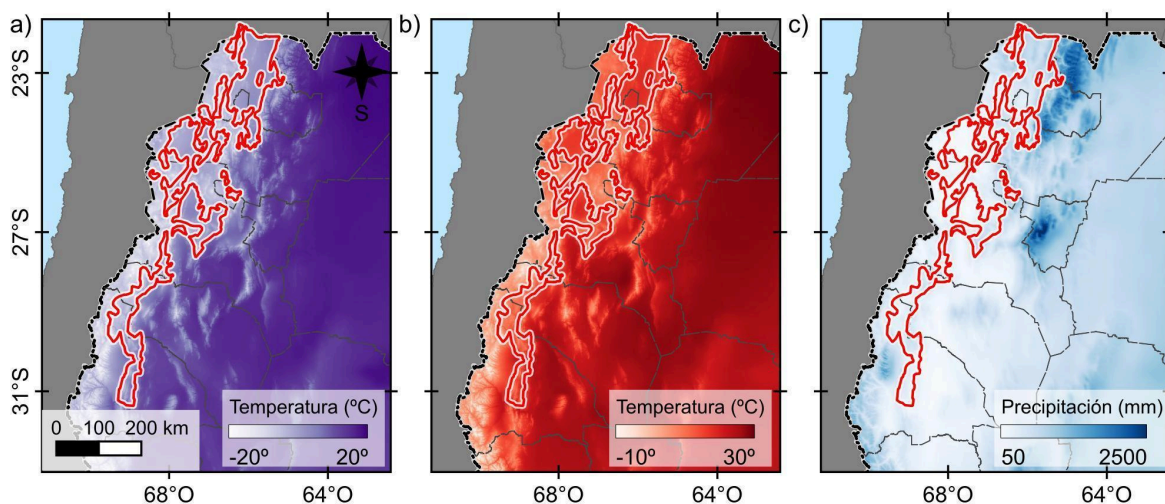 a)
b)
c)
23°S
27°S
31°S
S
Temperatura (ºC)
-20º 20º
0 100 200 km
Temperatura (ºC)
-10º 30º
Precipitación (mm)
50 2500
68°O 64°O 68°O 64°O 68°O 64°O